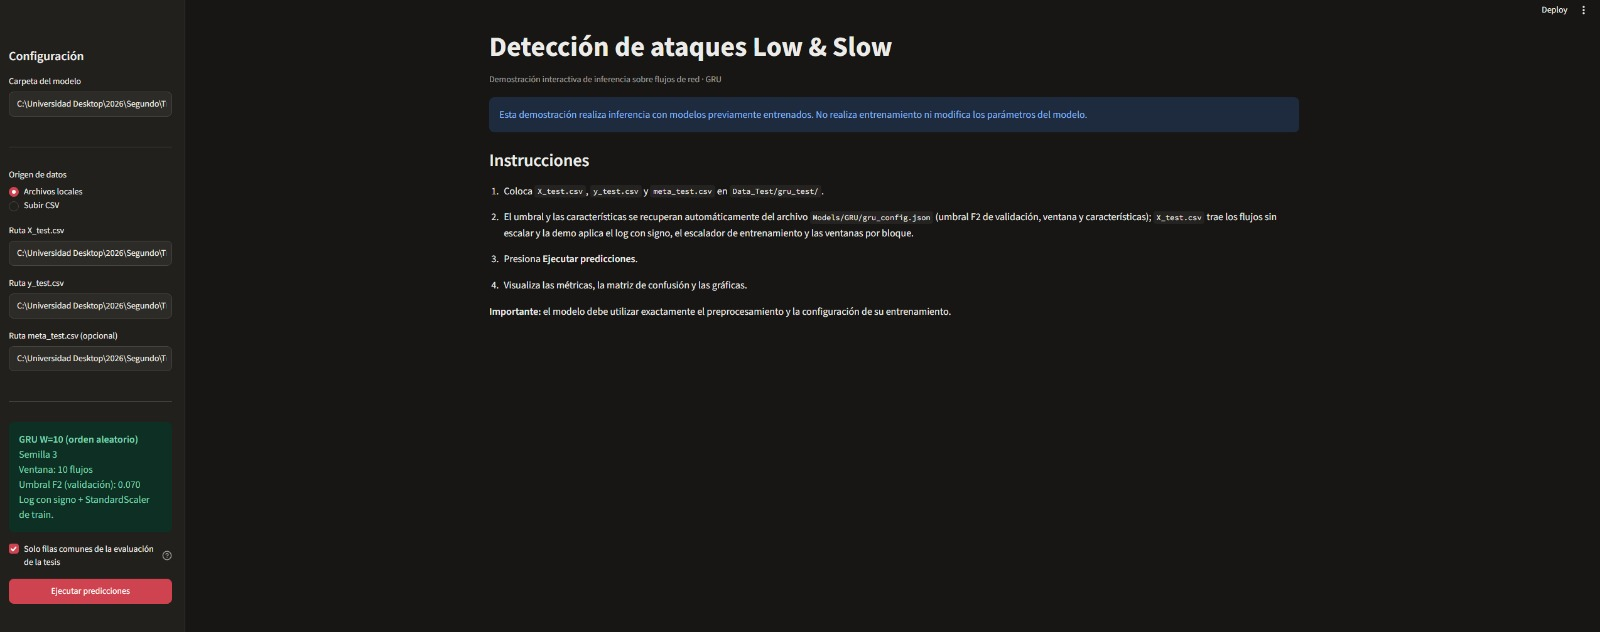 Deploy
Configuración
Carpeta del modelo
C:\Universidad Desktop\2026\Segundo\T
Origen de datos
Archivos locales
Subir CSV
Ruta X_test.csv
C:\Universidad Desktop\2026\Segundo\T
Ruta y_test.csv
C:\Universidad Desktop\2026\Segundo\T
Ruta meta_test.csv (opcional)
C:\Universidad Desktop\2026\Segundo\T
GRU W=10 (orden aleatorio)
Semilla 3
Ventana: 10 flujos
Umbral F2 (validación): 0.070
Log con signo + StandardScaler
de train.
Solo filas comunes de la evaluación
de la tesis
Ejecutar predicciones
Detección de ataques Low & Slow
Demostración interactiva de inferencia sobre flujos de red · GRU
Esta demostración realiza inferencia con modelos previamente entrenados. No realiza entrenamiento ni modifica los parámetros del modelo.
Instrucciones
1. Coloca X_test.csv, y_test.csv y meta_test.csv en Data_Test/gru_test/.
2. El umbral y las características se recuperan automáticamente del archivo Models/GRU/gru_config.json (umbral F2 de validación, ventana y características); X_test.csv trae los flujos sin
escalar y la demo aplica el log con signo, el escalador de entrenamiento y las ventanas por bloque.
3. Presiona Ejecutar predicciones.
4. Visualiza las métricas, la matriz de confusión y las gráficas.
Importante: el modelo debe utilizar exactamente el preprocesamiento y la configuración de su entrenamiento.